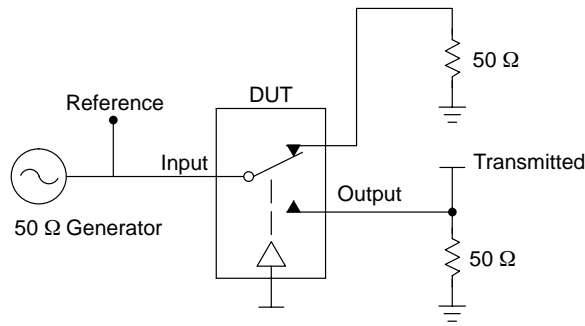 50 Ω
DUT
Reference
Input
Transmitted
Output
50 Ω Generator
50 Ω